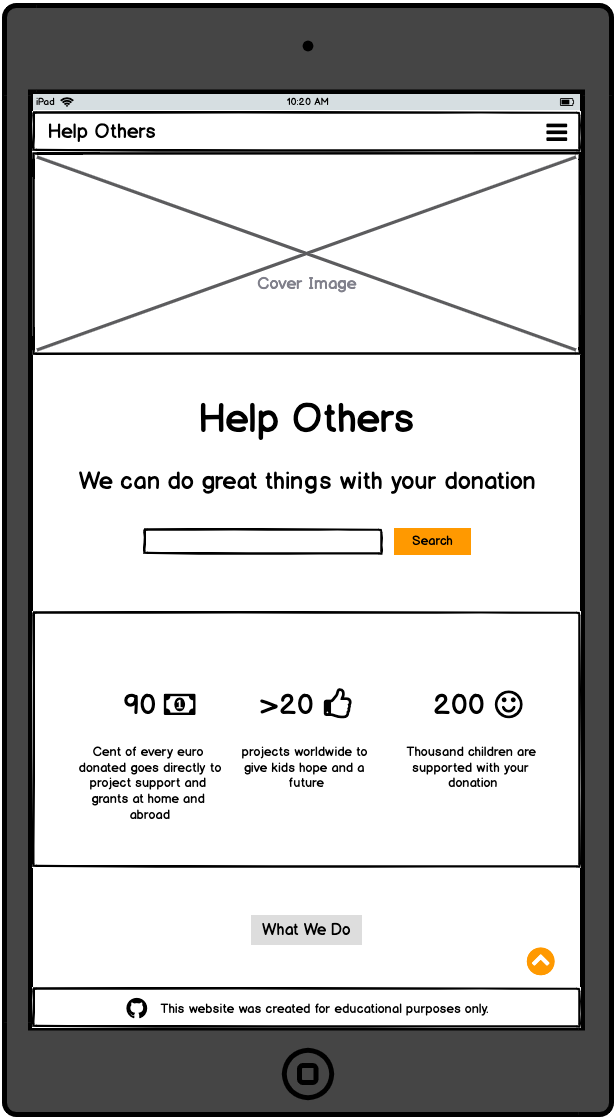 iPad 10:20 AM
Help Others
Cover Image
Help Others
We can do great things with your donation
Search
90
Cent of every euro
donated goes directly to
project support and
grants at home and
abroad
>20
projects worldwide to
give kids hope and a
future
200
Thousand children are
supported with your
donation
What We Do
This website was created for educational purposes only.